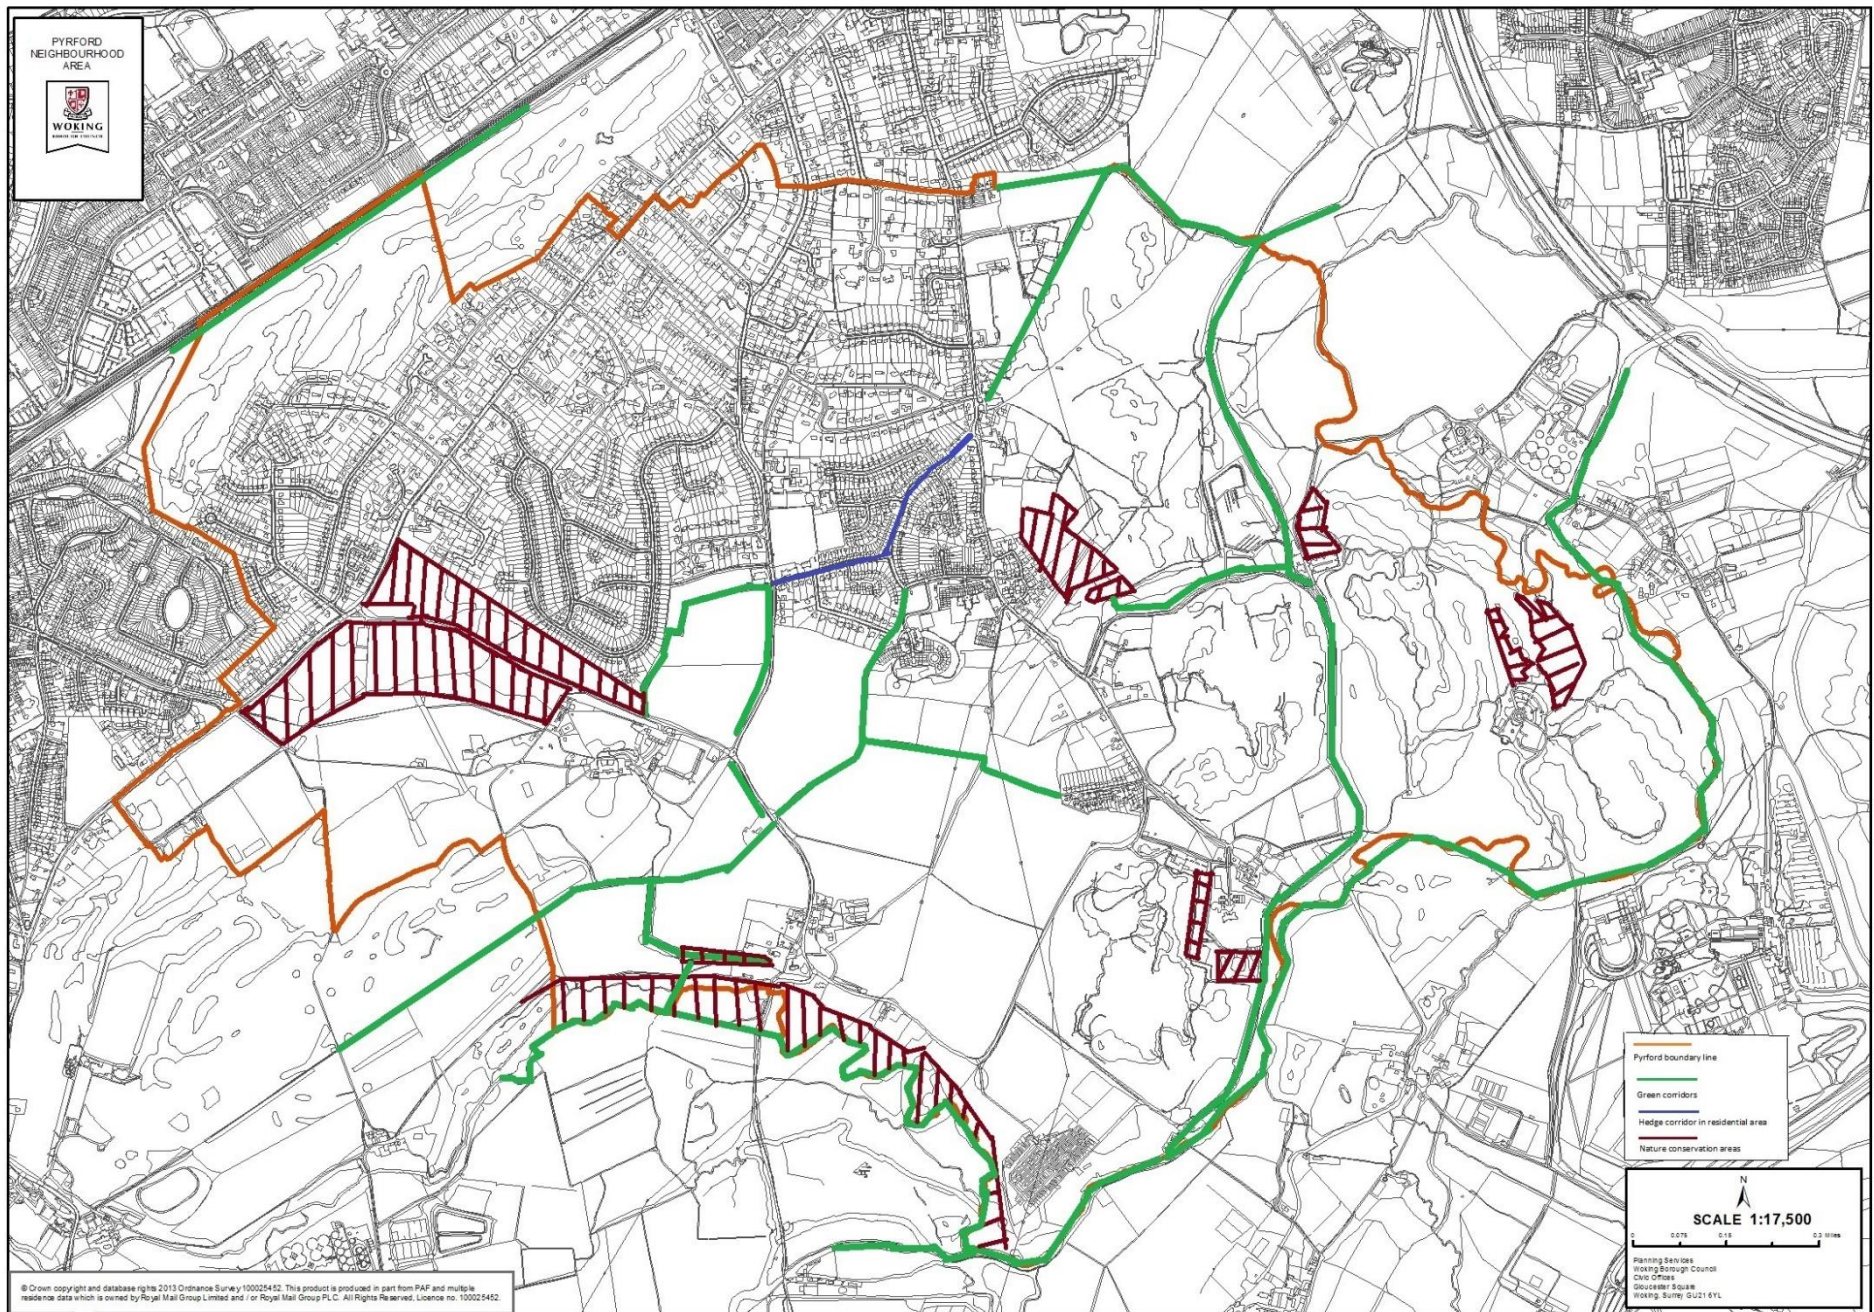 PYRFORD
NEIGHBOURHOOD
AREA
WOKING
BOROUGH COUNCIL
Pyrford boundary line
Green corridors
Hedge corridor in residential area
Nature conservation areas
N
SCALE 1:17,500
0 0.075 0.15 0.3 Miles
Planning Services
Woking Borough Council
Civic Offices
Gloucester Square
Woking, Surrey GU21 6YL
© Crown copyright and database rights 2013 Ordnance Survey 100025452. This product is produced in part from PAF and multiple
residence data which is owned by Royal Mail Group Limited and / or Royal Mail Group PLC. All Rights Reserved, Licence no. 100025452.